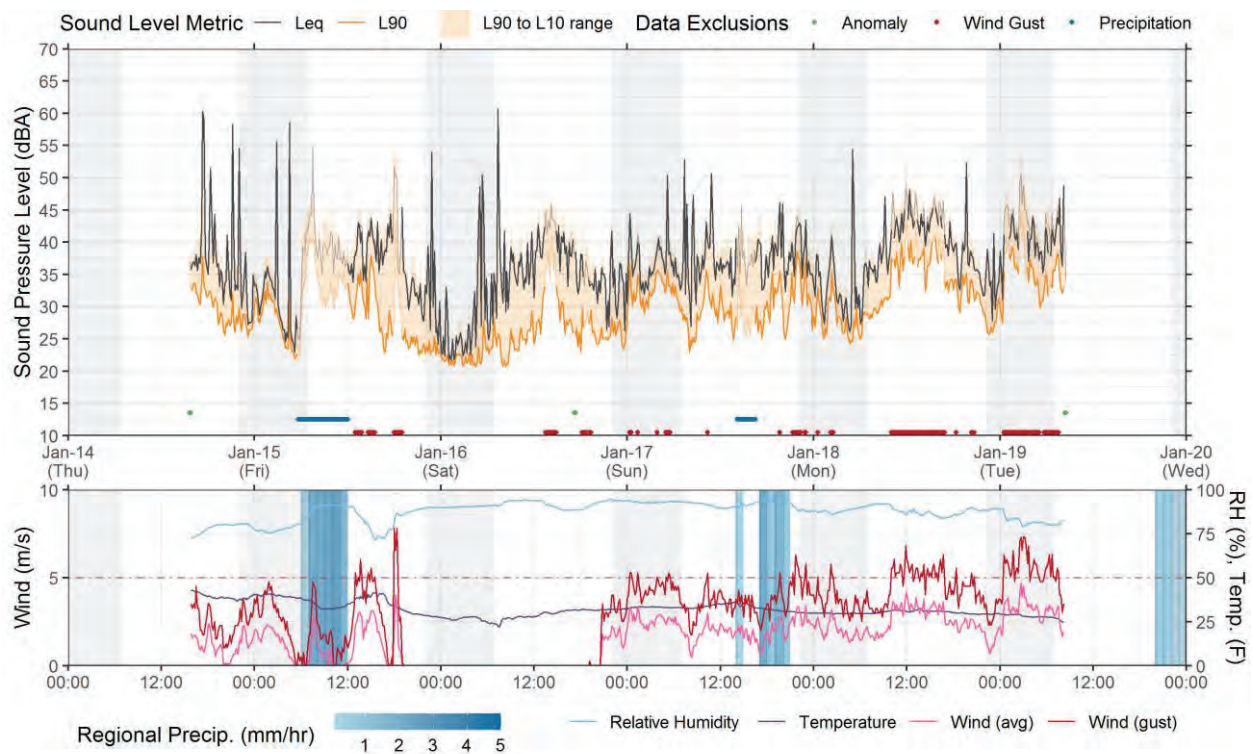 Sound Level Metric Leq L90 L90 to L10 range Data Exclusions Anomaly Wind Gust Precipitation
Sound Pressure Level (dBA)
70
65
60
55
50
45
40
35
30
25
20
15
10
Jan-14 Jan-15 Jan-16 Jan-17 Jan-18 Jan-19 Jan-20
(Thu) (Fri) (Sat) (Sun) (Mon) (Tue) (Wed)
Wind (m/s)
10
5
0
100
75
50
25
0
RH (%), Temp. (F)
00:00 12:00 00:00 12:00 00:00 12:00 00:00 12:00 00:00 12:00 00:00 12:00 00:00
Regional Precip. (mm/hr) 1 2 3 4 5 Relative Humidity Temperature Wind (avg) Wind (gust)